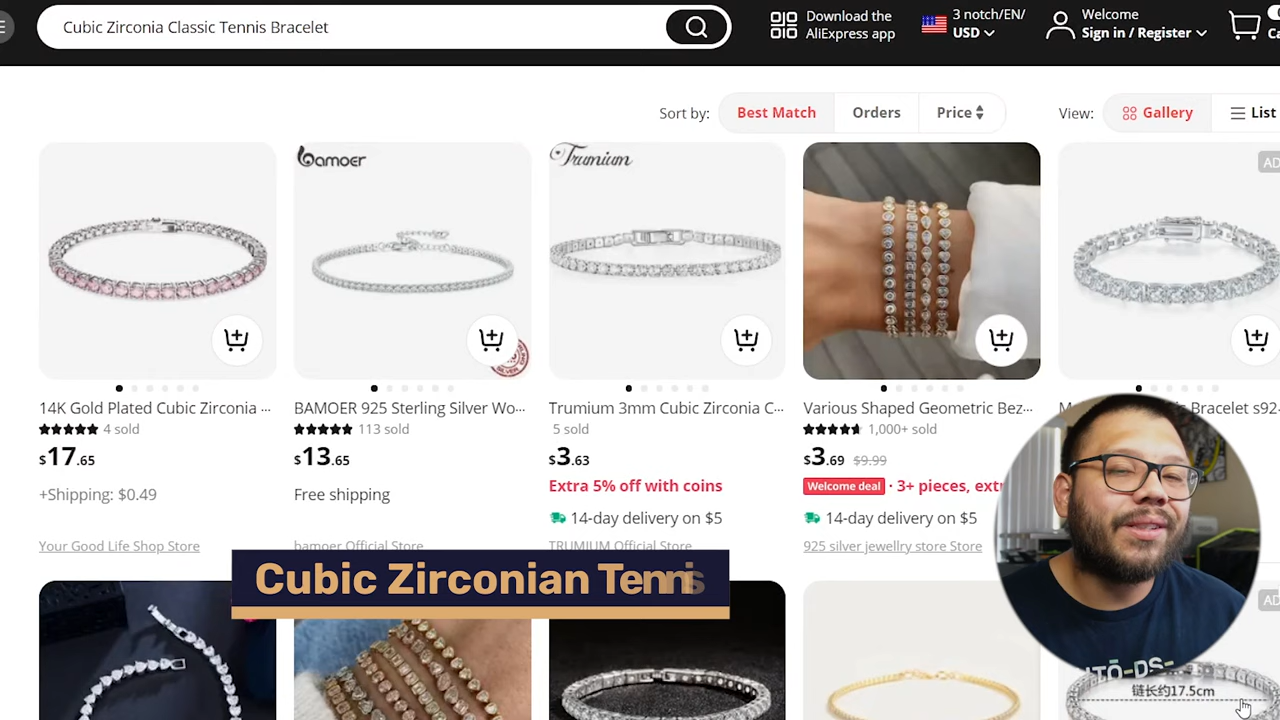 Cubic Zirconia Classic Tennis Bracelet
Download the
AliExpress app
3 notch/EN/
USD
Welcome
Sign in / Register
Sort by:
Best Match
Orders
Price
View:
Gallery
List
bamoer
Trumium
AD
14K Gold Plated Cubic Zirconia ...
BAMOER 925 Sterling Silver Wo...
Trumium 3mm Cubic Zirconia C...
Various Shaped Geometric Bez...
Bracelet s92-
4 sold
113 sold
5 sold
1,000+ sold
$17.65
$13.65
$3.63
$3.69 $9.99
+Shipping: $0.49
Free shipping
Extra 5% off with coins
Welcome deal · 3+ pieces,
14-day delivery on $5
14-day delivery on $5
Your Good Life Shop Store
bamoer Official Store
TRUMIUM Official Store
925 silver jewellry store Store
Cubic Zirconian Tennis
AD
TŌ-DS-
链长约17.5cm